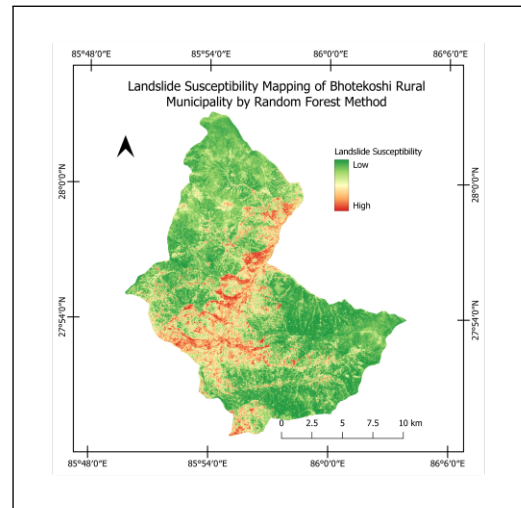 85°48'0"E 85°54'0"E 86°0'0"E 86°6'0"E
Landslide Susceptibility Mapping of Bhotekoshi Rural
Municipality by Random Forest Method
Landslide Susceptibility
Low
High
28°0'0"N 28°0'0"N
27°54'0"N 27°54'0"N
0 2.5 5 7.5 10 km
85°48'0"E 85°54'0"E 86°0'0"E 86°6'0"E